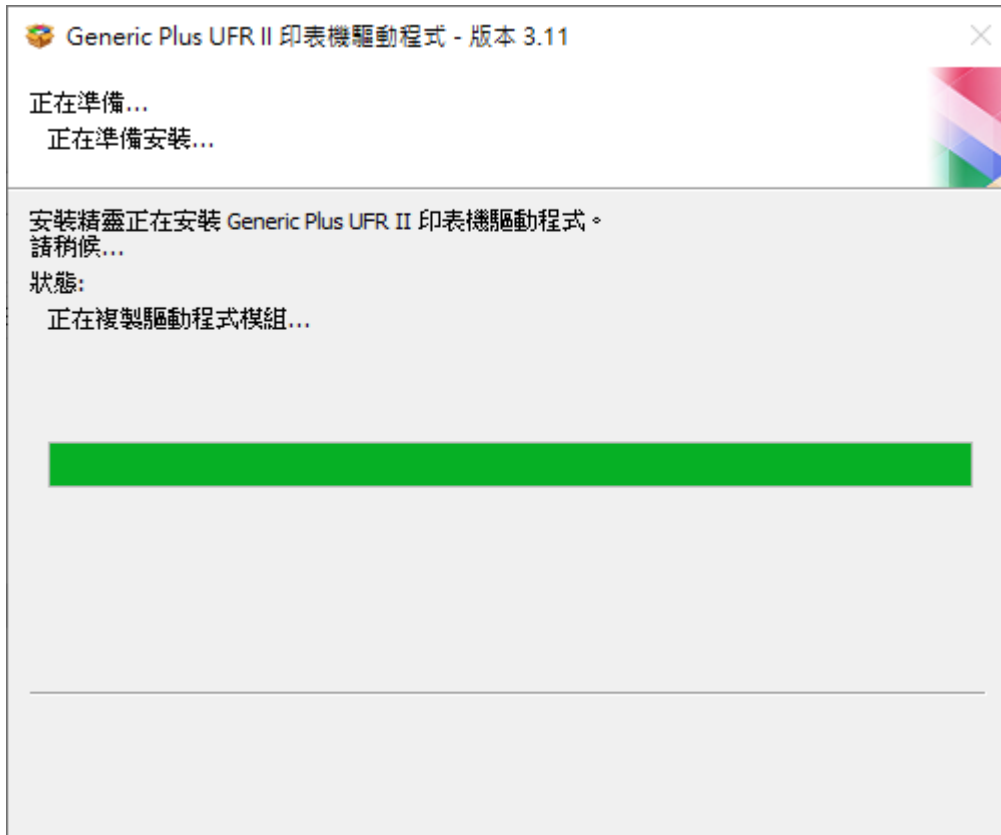 Generic Plus UFR II 印表機驅動程式 - 版本 3.11
正在準備...
正在準備安裝...
安裝精靈正在安裝 Generic Plus UFR II 印表機驅動程式。
請稍候...
狀態:
正在複製驅動程式模組...